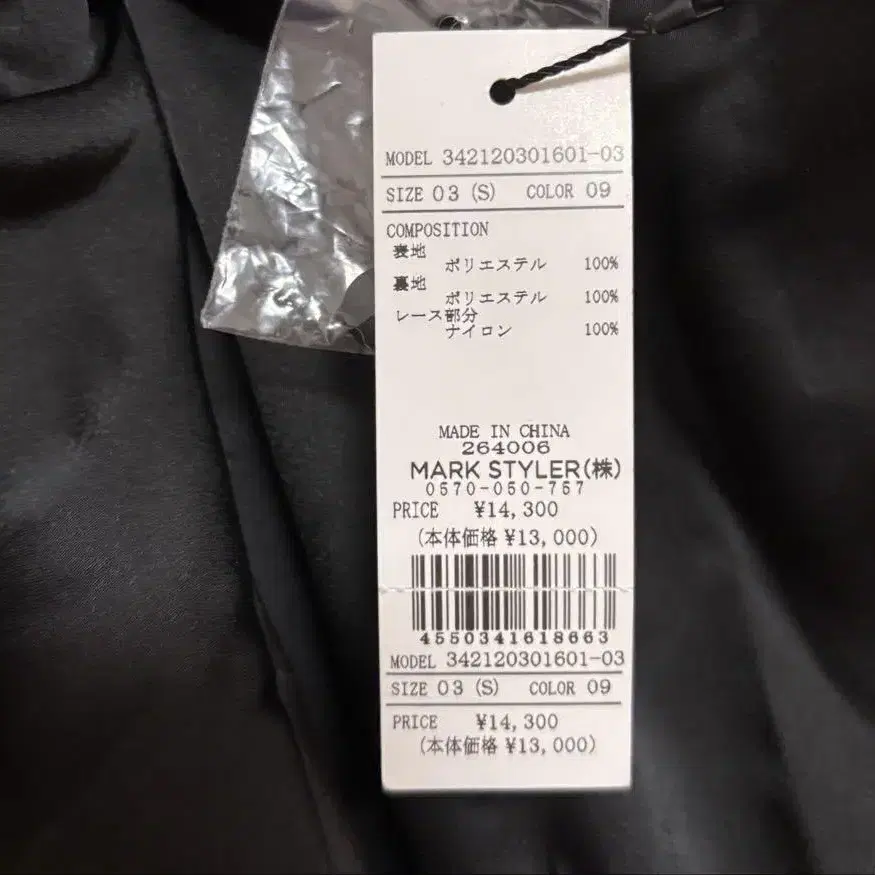 MODEL 342120301601-03
SIZE 03 (S) COLOR 09
COMPOSITION
表地
ポリエステル 100%
裏地
ポリエステル 100%
レース部分
ナイロン 100%
MADE IN CHINA
264006
MARK STYLER(株)
0570-050-757
PRICE ¥14,300
(本体価格 ¥13,000)
4550341618663
MODEL 342120301601-03
SIZE 03 (S) COLOR 09
PRICE ¥14,300
(本体価格 ¥13,000)